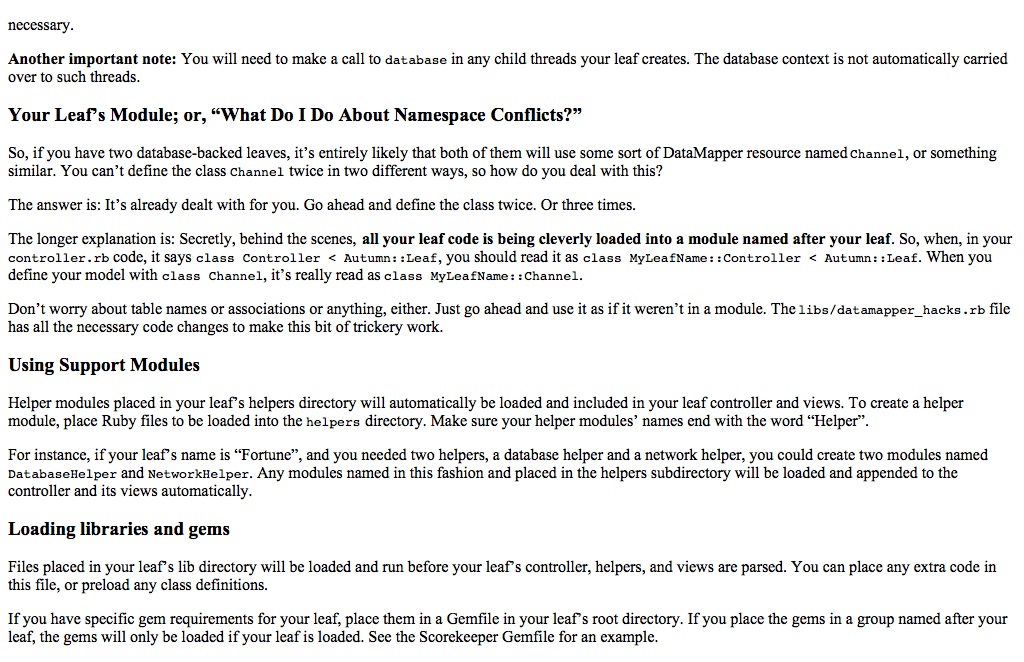 necessary.
Another important note: You will need to make a call to database in any child threads your leaf creates. The database context is not automatically carried
over to such threads.
Your Leaf’s Module; or, “What Do I Do About Namespace Conflicts?”
So, if you have two database-backed leaves, it’s entirely likely that both of them will use some sort of DataMapper resource named Channel, or something
similar. You can’t define the class Channel twice in two different ways, so how do you deal with this?
The answer is: It’s already dealt with for you. Go ahead and define the class twice. Or three times.
The longer explanation is: Secretly, behind the scenes, all your leaf code is being cleverly loaded into a module named after your leaf. So, when, in your
controller.rb code, it says class Controller < Autumn::Leaf, you should read it as class MyLeafName::Controller < Autumn::Leaf. When you
define your model with class Channel, it’s really read as class MyLeafName::Channel.
Don’t worry about table names or associations or anything, either. Just go ahead and use it as if it weren’t in a module. The libs/datamapper_hacks.rb file
has all the necessary code changes to make this bit of trickery work.
Using Support Modules
Helper modules placed in your leaf’s helpers directory will automatically be loaded and included in your leaf controller and views. To create a helper
module, place Ruby files to be loaded into the helpers directory. Make sure your helper modules’ names end with the word “Helper”.
For instance, if your leaf’s name is “Fortune”, and you needed two helpers, a database helper and a network helper, you could create two modules named
DatabaseHelper and NetworkHelper. Any modules named in this fashion and placed in the helpers subdirectory will be loaded and appended to the
controller and its views automatically.
Loading libraries and gems
Files placed in your leaf’s lib directory will be loaded and run before your leaf’s controller, helpers, and views are parsed. You can place any extra code in
this file, or preload any class definitions.
If you have specific gem requirements for your leaf, place them in a Gemfile in your leaf’s root directory. If you place the gems in a group named after your
leaf, the gems will only be loaded if your leaf is loaded. See the Scorekeeper Gemfile for an example.